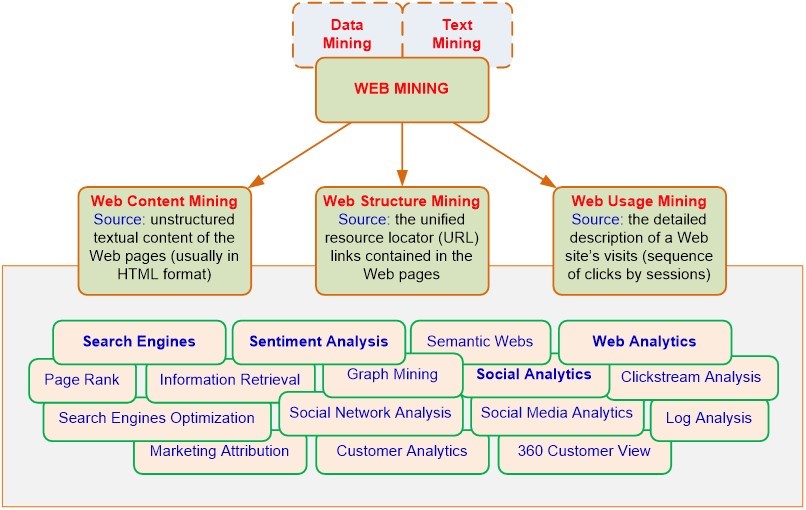 Data
Mining
Text
Mining
WEB MINING
Web Content Mining
Source: unstructured
textual content of the
Web pages (usually in
HTML format)
Web Structure Mining
Source: the unified
resource locator (URL)
links contained in the
Web pages
Web Usage Mining
Source: the detailed
description of a Web
site's visits (sequence
of clicks by sessions)
Search Engines
Sentiment Analysis
Semantic Webs
Web Analytics
Page Rank
Information Retrieval
Graph Mining
Social Analytics
Clickstream Analysis
Search Engines Optimization
Social Network Analysis
Social Media Analytics
Log Analysis
Marketing Attribution
Customer Analytics
360 Customer View